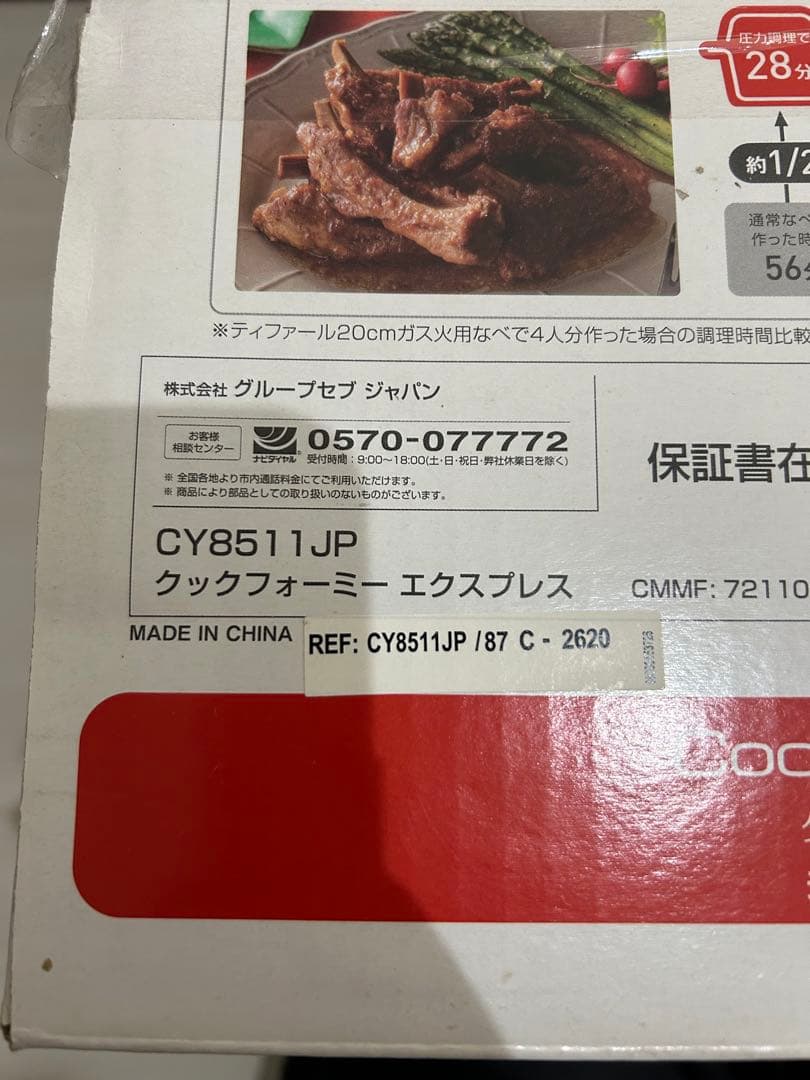 圧力調理で
28分
約1/2
通常なべ
作った時
56分
※ティファール20cmガス火用なべで4人分作った場合の調理時間比較
株式会社 グループセブ ジャパン
お客様
相談センター
ナビダイヤル 0570-077772
受付時間：9:00～18:00(土・日・祝日・弊社休業日を除く)
※ 全国各地より市内通話料金にてご利用いただけます。
※ 商品により部品としての取り扱いのないものがございます。
保証書在
CY8511JP
クックフォーミー エクスプレス
CMMF: 72110
MADE IN CHINA
REF: CY8511JP /87 C - 2620
Coo